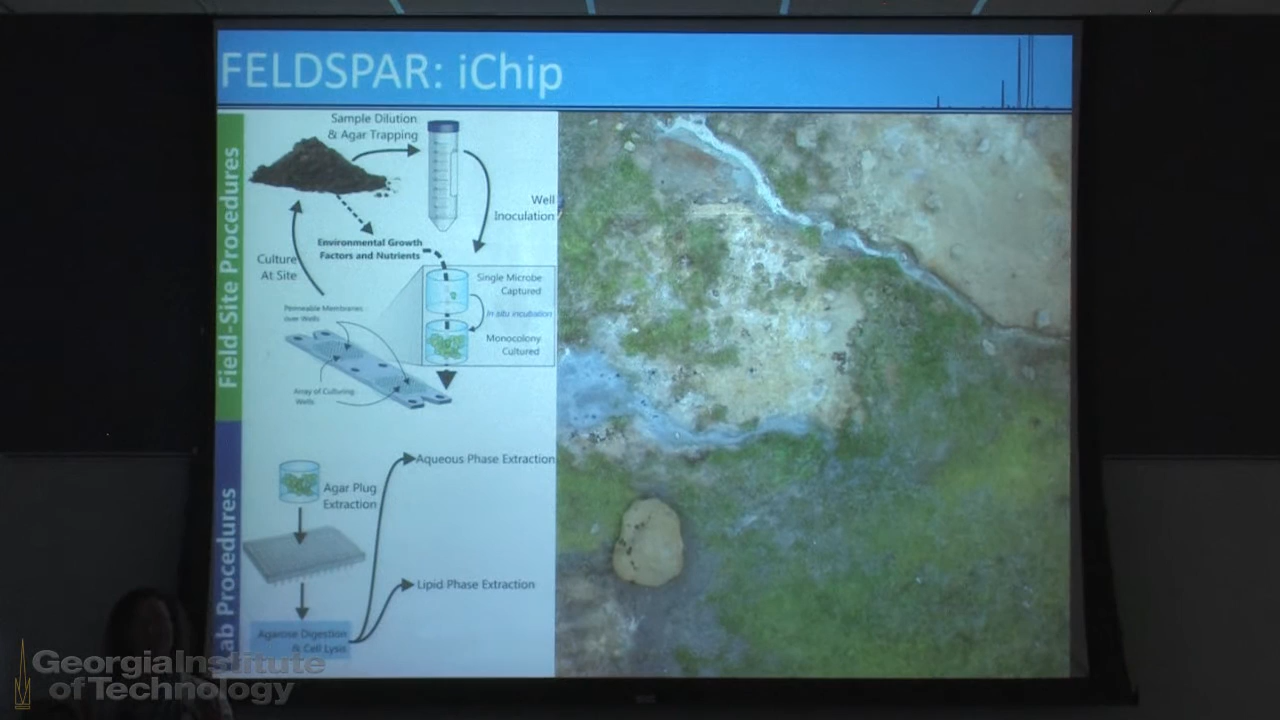 FELDSPAR: iChip
Field-Site Procedures
Sample Dilution
& Agar Trapping
Well
Inoculation
Environmental Growth
Factors and Nutrients
Culture
At Site
Single Microbe
Captured
In situ incubation
Monocolony
Cultured
Permeable Membranes
over Wells
Array of Culturing
Wells
Lab Procedures
Aqueous Phase Extraction
Agar Plug
Extraction
Lipid Phase Extraction
Agarose Digestion
& Cell Lysis
Georgia Institute
of Technology